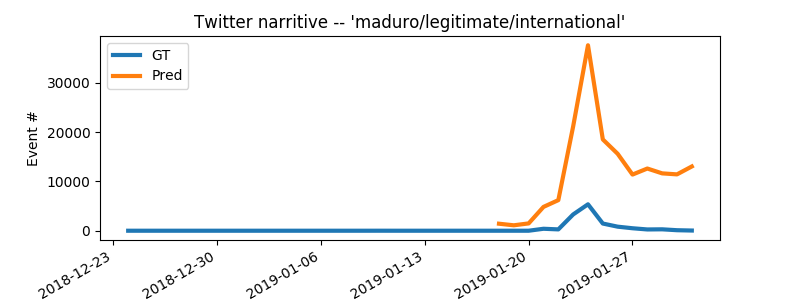 Twitter narritive -- 'maduro/legitimate/international'
GT
Pred
Event #
30000
20000
10000
0
2018-12-23
2018-12-30
2019-01-06
2019-01-13
2019-01-20
2019-01-27